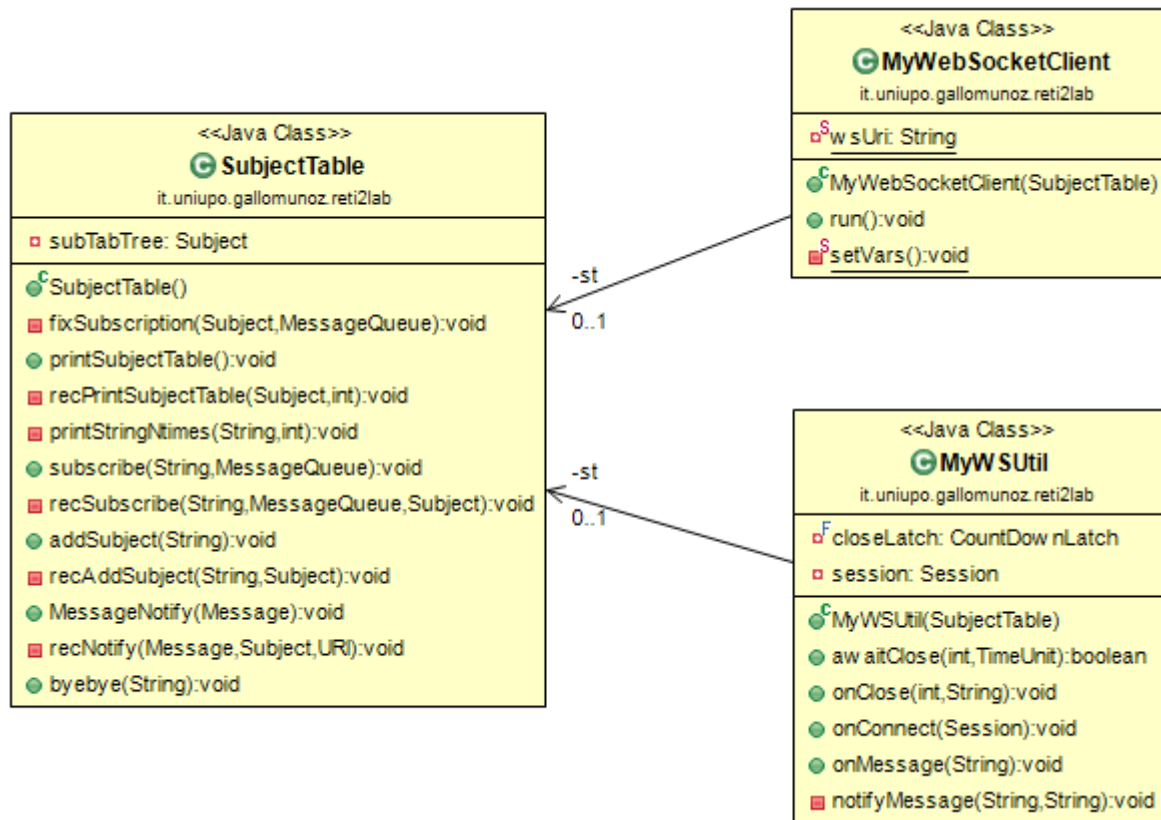 <<Java Class>>
SubjectTable
it.uniupo.gallomunoz.reti2lab
subTabTree: Subject
SubjectTable()
fixSubscription(Subject,MessageQueue):void
printSubjectTable():void
recPrintSubjectTable(Subject,int):void
printStringNtimes(String,int):void
subscribe(String,MessageQueue):void
recSubscribe(String,MessageQueue,Subject):void
addSubject(String):void
recAddSubject(String,Subject):void
MessageNotify(Message):void
recNotify(Message,Subject,URI):void
byebye(String):void
-st
0..1
-st
0..1
<<Java Class>>
MyWebSocketClient
it.uniupo.gallomunoz.reti2lab
wsUri: String
MyWebSocketClient(SubjectTable)
run():void
setVars():void
<<Java Class>>
MyWSUtil
it.uniupo.gallomunoz.reti2lab
closeLatch: CountDownLatch
session: Session
MyWSUtil(SubjectTable)
awaitClose(int,TimeUnit):boolean
onClose(int,String):void
onConnect(Session):void
onMessage(String):void
notifyMessage(String,String):void